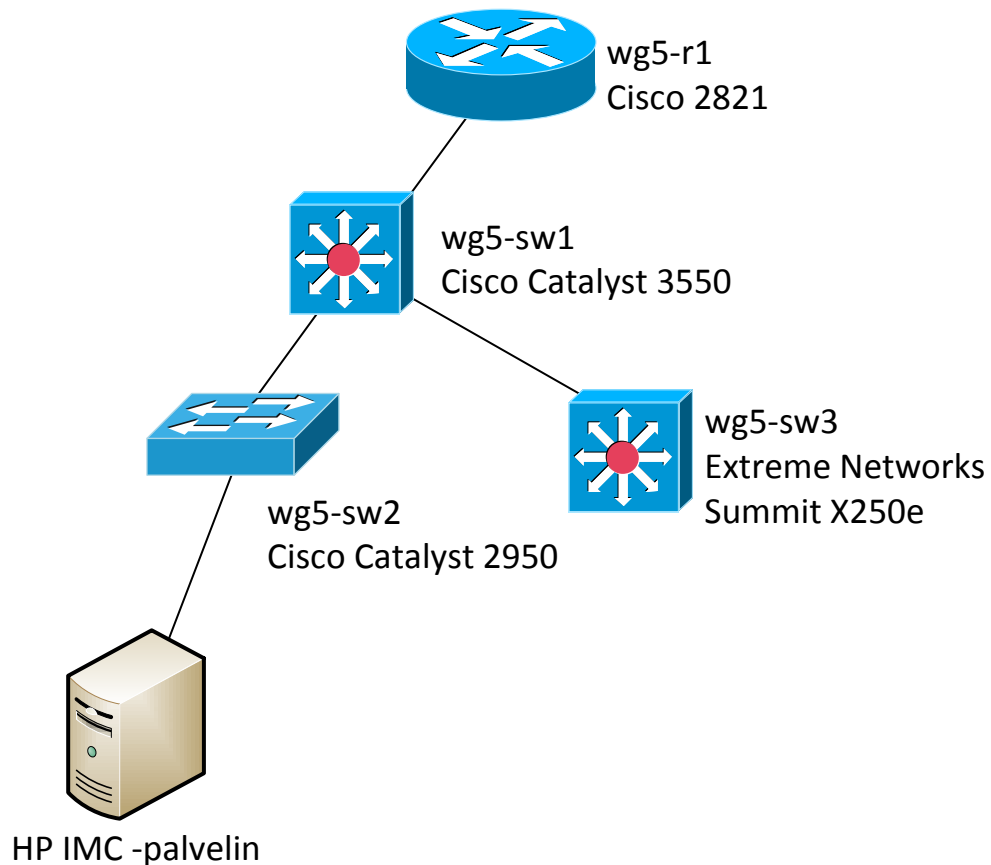 wg5-r1
Cisco 2821
wg5-sw1
Cisco Catalyst 3550
wg5-sw3
Extreme Networks
Summit X250e
wg5-sw2
Cisco Catalyst 2950
HP IMC -palvelin